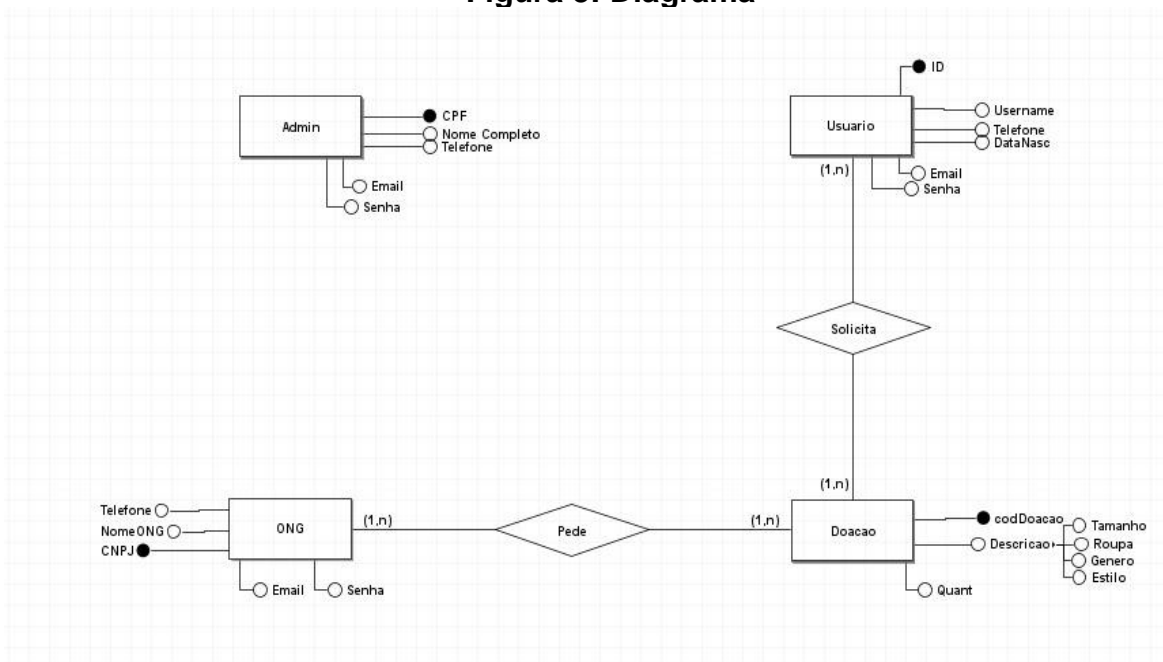 Figura Diagrama
ID
Admin
CPF
Nome Completo
Telefone
Email
Senha
Usuario
Username
Telefone
DataNasc
(1,n)
Email
Senha
Solicita
(1,n)
Telefone
NomeONG
CNPJ
ONG
(1,n)
Pede
(1,n)
Doacao
codDoacao
Descricao
Tamanho
Roupa
Genero
Estilo
Email
Senha
Quant